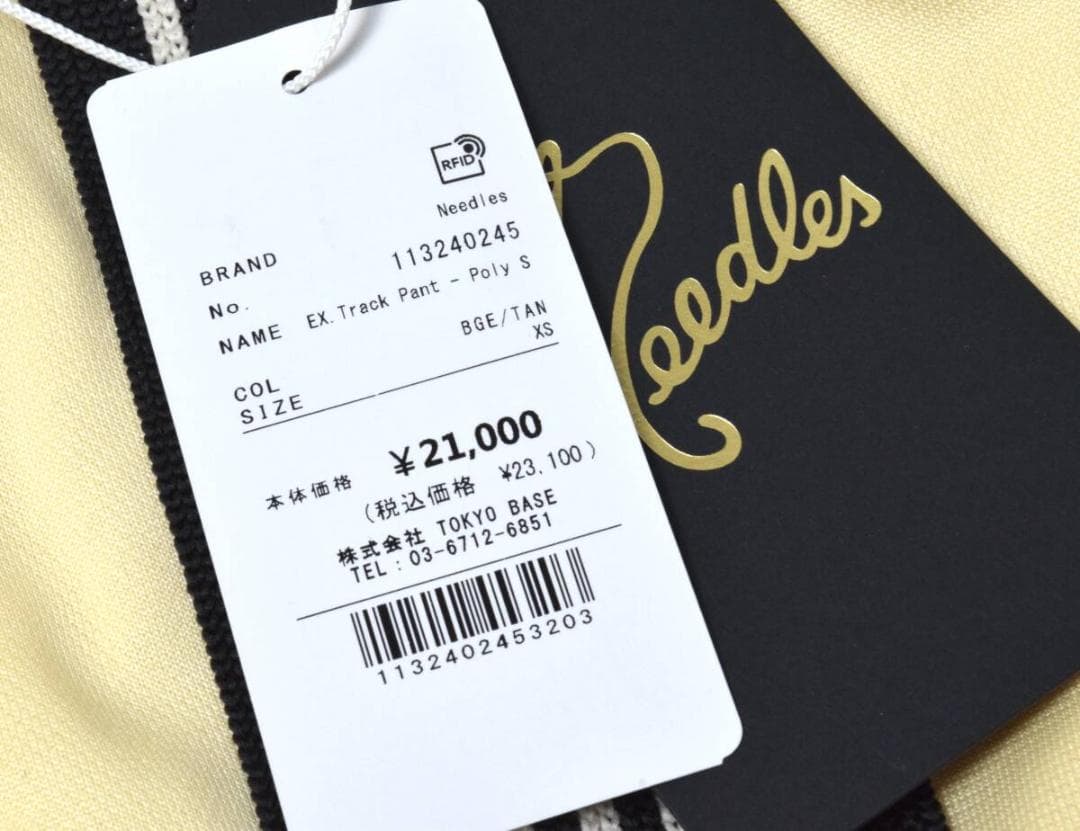 RFID
BRAND Needles
No. 113240245
NAME EX.Track Pant - Poly S
COL BGE/TAN
SIZE XS
本体価格 ¥21,000
(税込価格 ¥23,100)
株式会社 TOKYO BASE
TEL:03-6712-6851
1132402453203
Needles